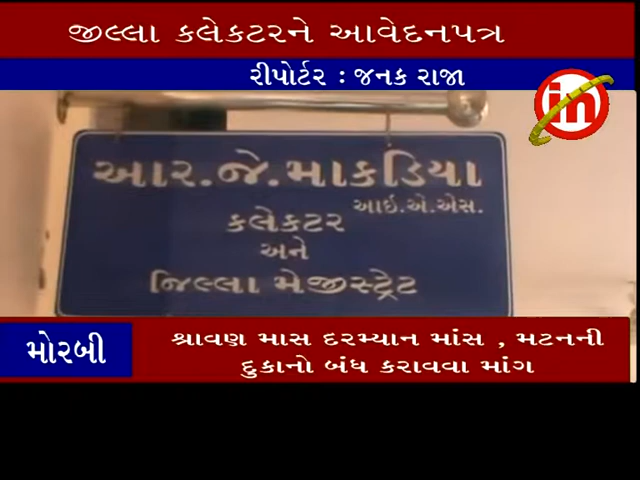 જીલ્લા કલેકટરને આવેદનપત્ર
રીપોર્ટર : જનક રાજા
in
આર.જે.માકડિયા
આઇ.એ.એસ.
કલેકટર
અને
જિલ્લા મેજીસ્ટ્રેટ
મોરબી
શ્રાવણ માસ દરમ્યાન માંસ , મટનની
દુકાનો બંધ કરાવવા માંગ